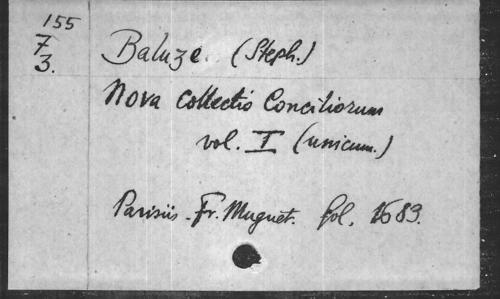 155
7
3.
Baluze. (Steph.)
Nova Collectio Conciliorum
vol. I (unicum.)
Parisiis. Fr. Muguet. fol. 1683.